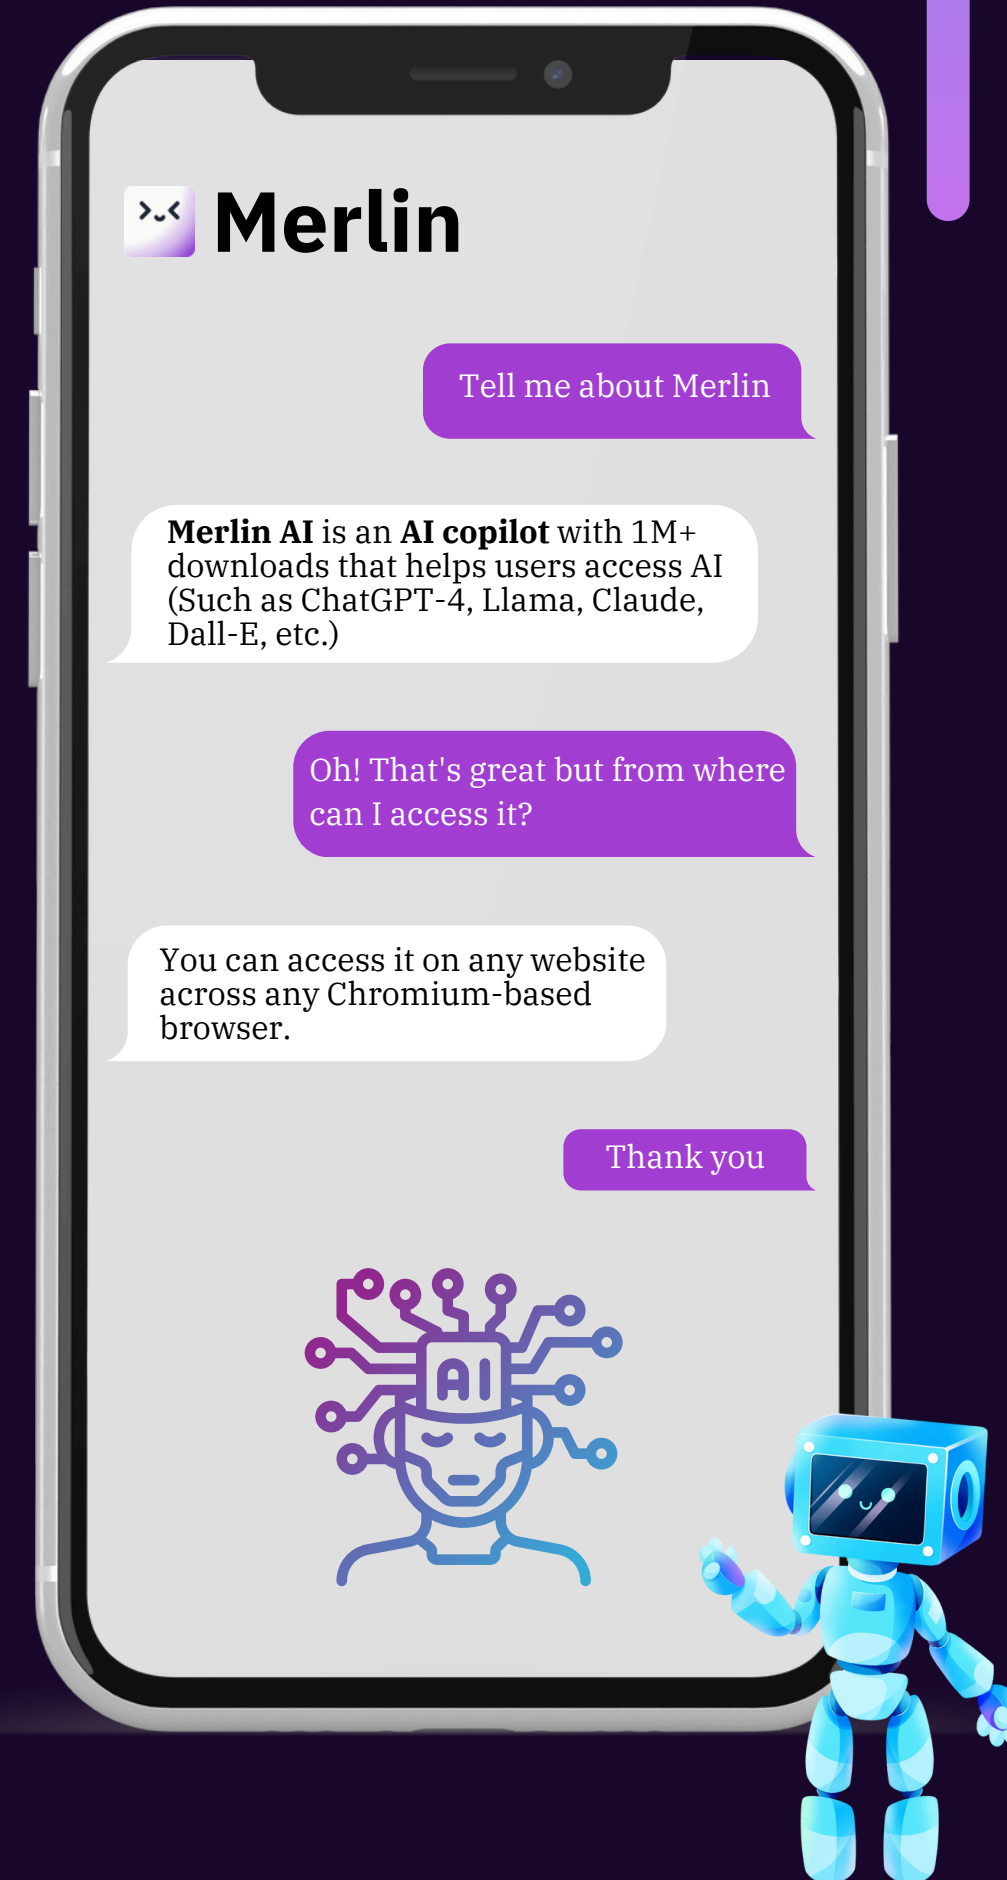 Merlin
Tell me about Merlin
Merlin AI is an AI copilot with 1M+
downloads that helps users access AI
(Such as ChatGPT-4, Llama, Claude,
Dall-E, etc.)
Oh! That's great but from where
can I access it?
You can access it on any website
across any Chromium-based
browser.
Thank you
AI